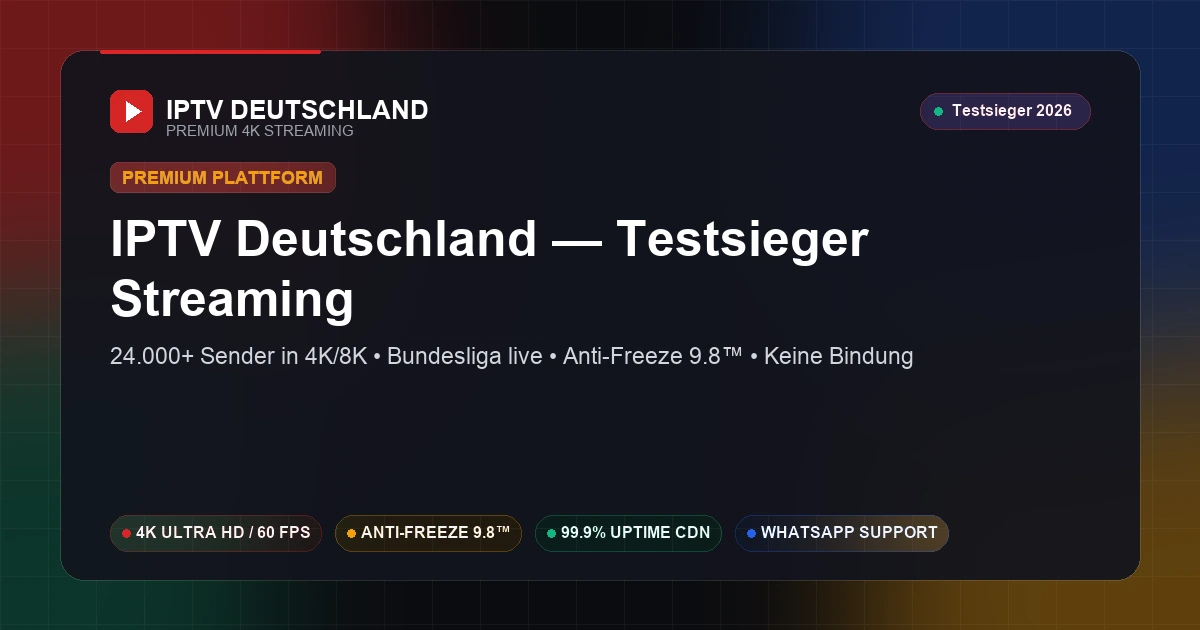 IPTV DEUTSCHLAND
PREMIUM 4K STREAMING
Testsieger 2026
PREMIUM PLATTFORM
IPTV Deutschland — Testsieger
Streaming
24.000+ Sender in 4K/8K • Bundesliga live • Anti-Freeze 9.8™ • Keine Bindung
4K ULTRA HD / 60 FPS
ANTI-FREEZE 9.8™
99.9% UPTIME CDN
WHATSAPP SUPPORT